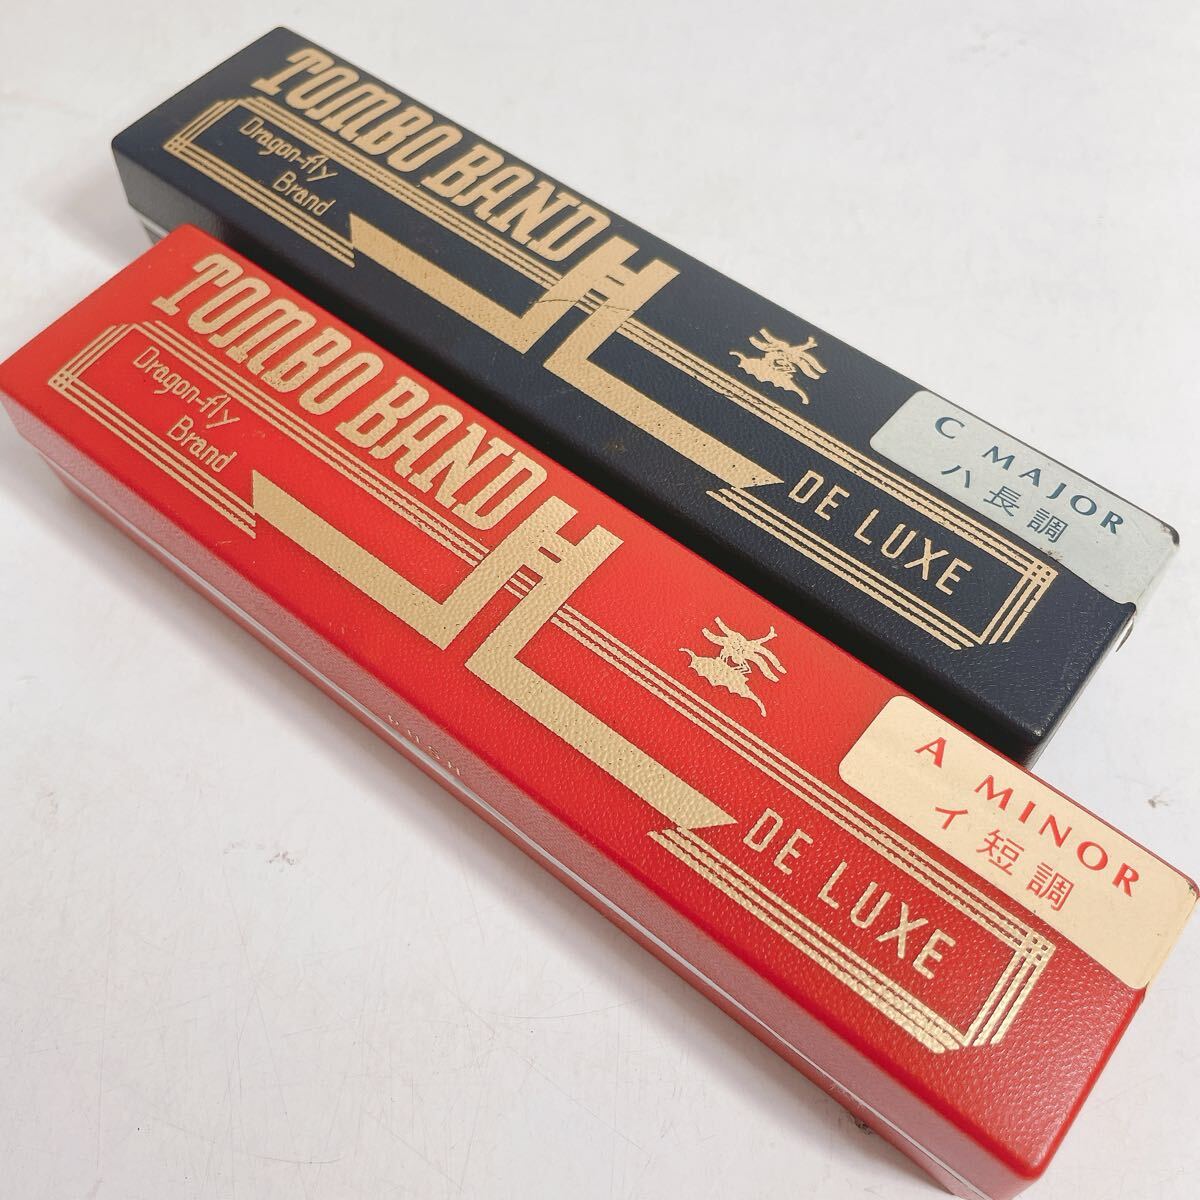 TOMBO BAND
Dragon-fly
Brand
DE LUXE
C MAJOR
ハ長調
TOMBO BAND
Dragon-fly
Brand
PUSH
DE LUXE
A MINOR
イ短調